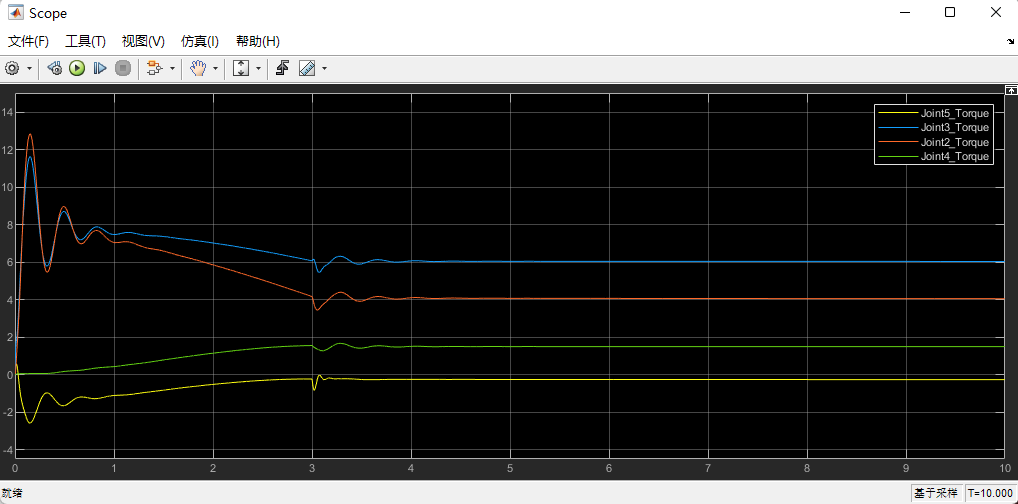 Scope
文件(F) 工具(T) 视图(V) 仿真(I) 帮助(H)
14
12
10
8
6
4
2
0
-2
-4
Joint5_Torque
Joint3_Torque
Joint2_Torque
Joint4_Torque
0 1 2 3 4 5 6 7 8 9 10
就绪 基于采样 T=10.000